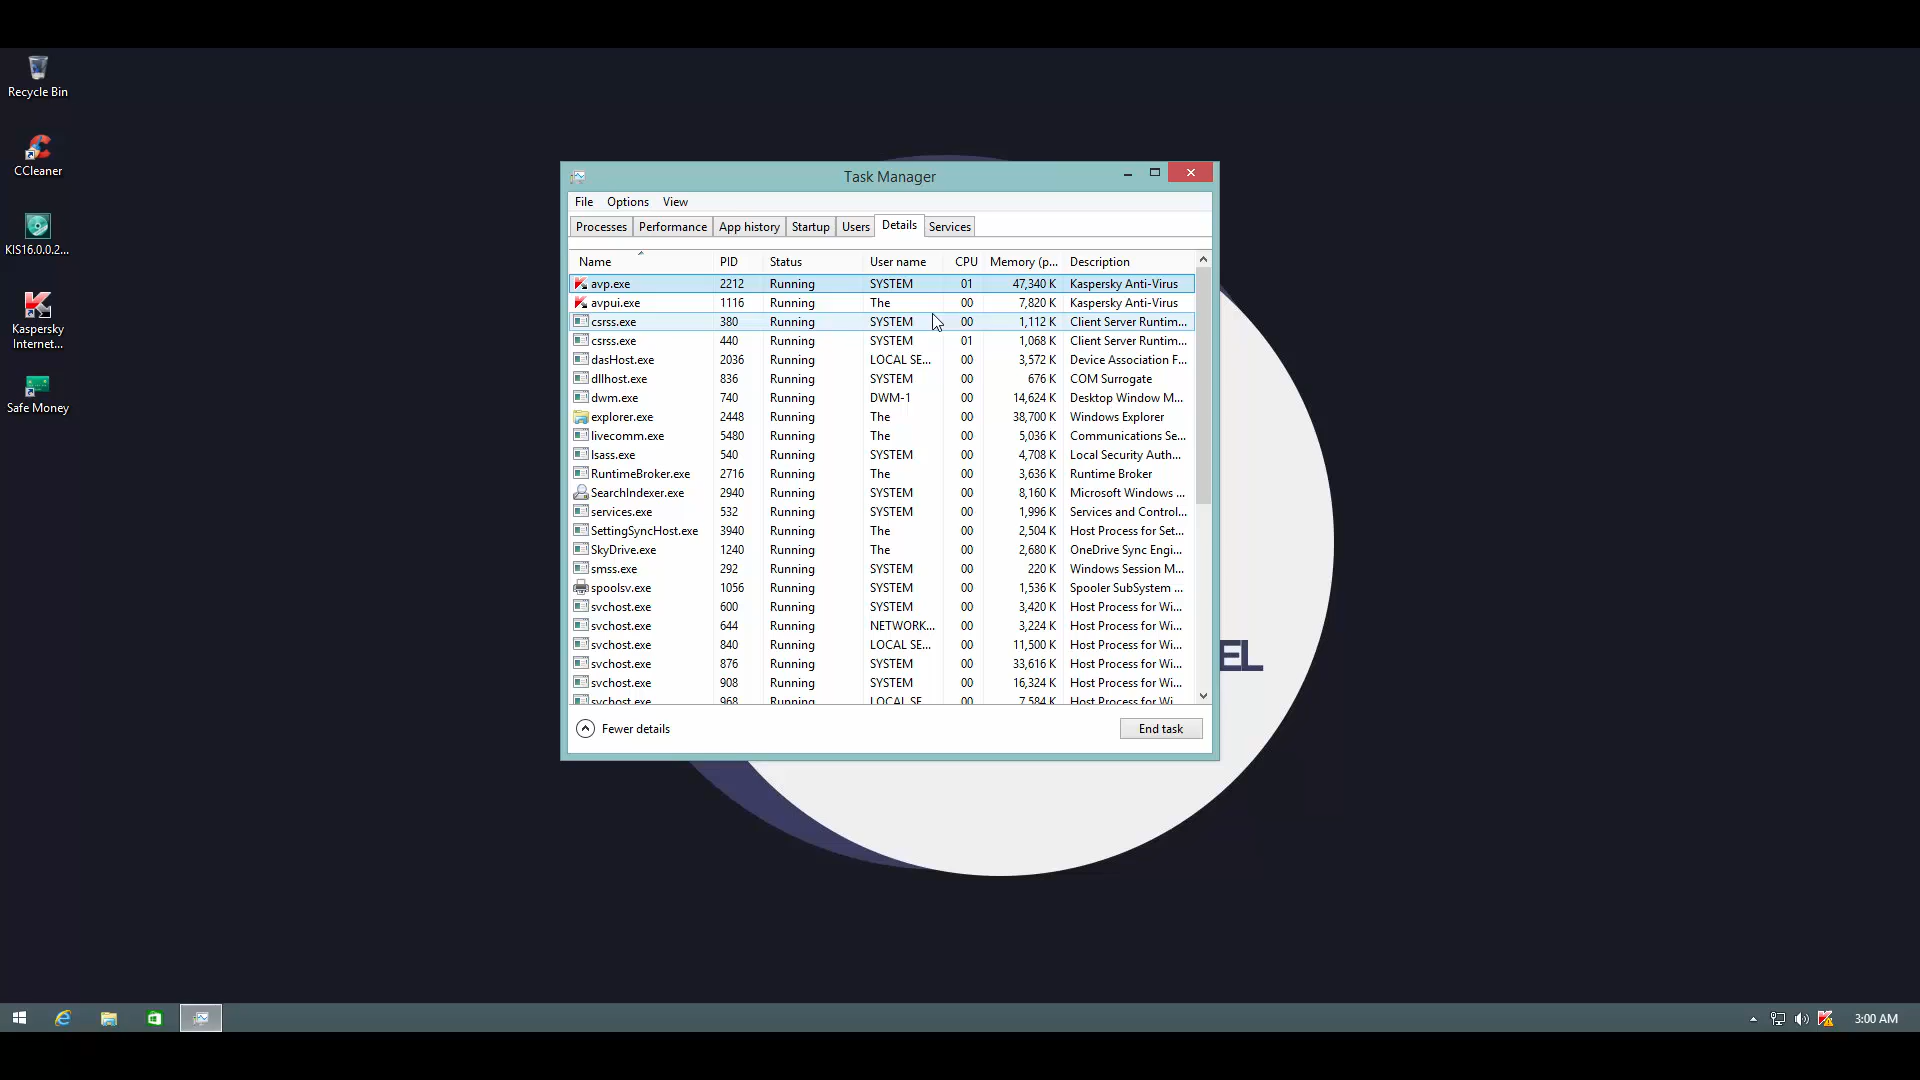 Recycle Bin
CCleaner
KIS16.0.0.2...
Kaspersky
Internet...
Safe Money
Task Manager
File Options View
Processes Performance App history Startup Users Details Services
Name PID Status User name CPU Memory (p... Description
avp.exe 2212 Running SYSTEM 01 47,340 K Kaspersky Anti-Virus
avpui.exe 1116 Running The 00 7,820 K Kaspersky Anti-Virus
csrss.exe 380 Running SYSTEM 00 1,112 K Client Server Runtim...
csrss.exe 440 Running SYSTEM 01 1,068 K Client Server Runtim...
dasHost.exe 2036 Running LOCAL SE... 00 3,572 K Device Association F...
dllhost.exe 836 Running SYSTEM 00 676 K COM Surrogate
dwm.exe 740 Running DWM-1 00 14,624 K Desktop Window M...
explorer.exe 2448 Running The 00 38,700 K Windows Explorer
livecomm.exe 5480 Running The 00 5,036 K Communications Se...
lsass.exe 540 Running SYSTEM 00 4,708 K Local Security Auth...
RuntimeBroker.exe 2716 Running The 00 3,636 K Runtime Broker
SearchIndexer.exe 2940 Running SYSTEM 00 8,160 K Microsoft Windows ...
services.exe 532 Running SYSTEM 00 1,996 K Services and Control...
SettingSyncHost.exe 3940 Running The 00 2,504 K Host Process for Set...
SkyDrive.exe 1240 Running The 00 2,680 K OneDrive Sync Engi...
smss.exe 292 Running SYSTEM 00 220 K Windows Session M...
spoolsv.exe 1056 Running SYSTEM 00 1,536 K Spooler SubSystem ...
svchost.exe 600 Running SYSTEM 00 3,420 K Host Process for Wi...
svchost.exe 644 Running NETWORK... 00 3,224 K Host Process for Wi...
svchost.exe 840 Running LOCAL SE... 00 11,500 K Host Process for Wi...
svchost.exe 876 Running SYSTEM 00 33,616 K Host Process for Wi...
svchost.exe 908 Running SYSTEM 00 16,324 K Host Process for Wi...
svchost.exe 968 Running LOCAL SE... 00 7,584 K Host Process for Wi...
EL
Fewer details
End task
3:00 AM